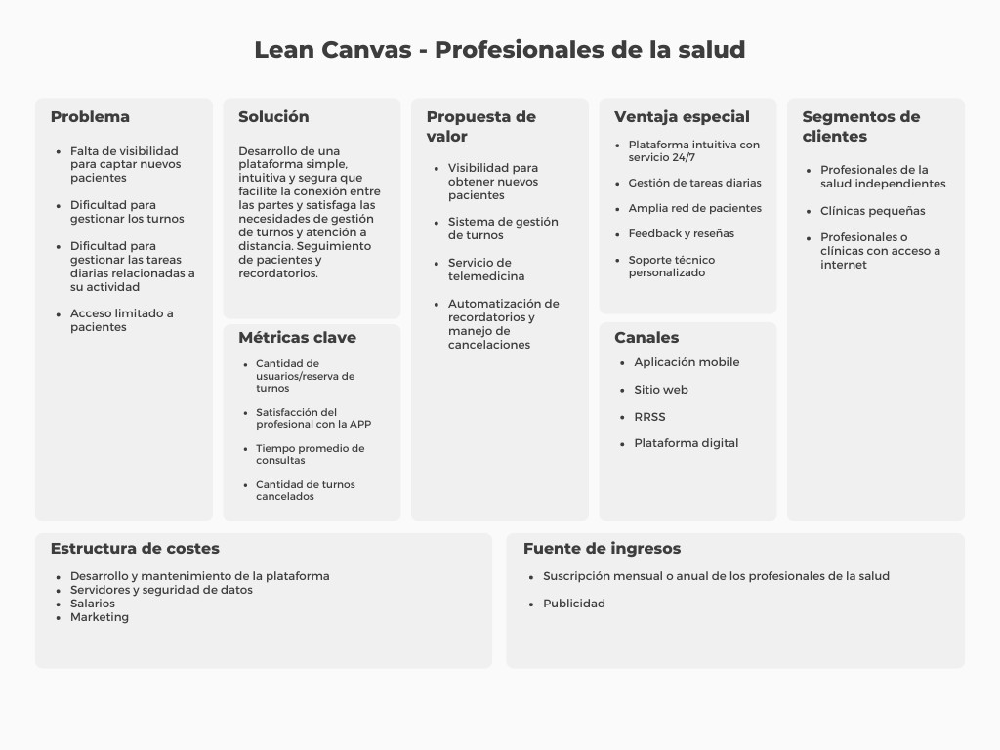 Lean Canvas - Profesionales de la salud
Problema
• Falta de visibilidad
para captar nuevos
pacientes
• Dificultad para
gestionar los turnos
• Dificultad para
gestionar las tareas
diarias relacionadas a
su actividad
• Acceso limitado a
pacientes
Solución
Desarrollo de una
plataforma simple,
intuitiva y segura que
facilite la conexión entre
las partes y satisfaga las
necesidades de gestión
de turnos y atención a
distancia. Seguimiento
de pacientes y
recordatorios.
Métricas clave
• Cantidad de
usuarios/reserva de
turnos
• Satisfacción del
profesional con la APP
• Tiempo promedio de
consultas
• Cantidad de turnos
cancelados
Propuesta de
valor
• Visibilidad para
obtener nuevos
pacientes
• Sistema de gestión
de turnos
• Servicio de
telemedicina
• Automatización de
recordatorios y
manejo de
cancelaciones
Ventaja especial
• Plataforma intuitiva con
servicio 24/7
• Gestión de tareas diarias
• Amplia red de pacientes
• Feedback y reseñas
• Soporte técnico
personalizado
Canales
• Aplicación mobile
• Sitio web
• RRSS
• Plataforma digital
Segmentos de
clientes
• Profesionales de la
salud independientes
• Clínicas pequeñas
• Profesionales o
clínicas con acceso a
internet
Estructura de costes
• Desarrollo y mantenimiento de la plataforma
• Servidores y seguridad de datos
• Salarios
• Marketing
Fuente de ingresos
• Suscripción mensual o anual de los profesionales de la salud
• Publicidad